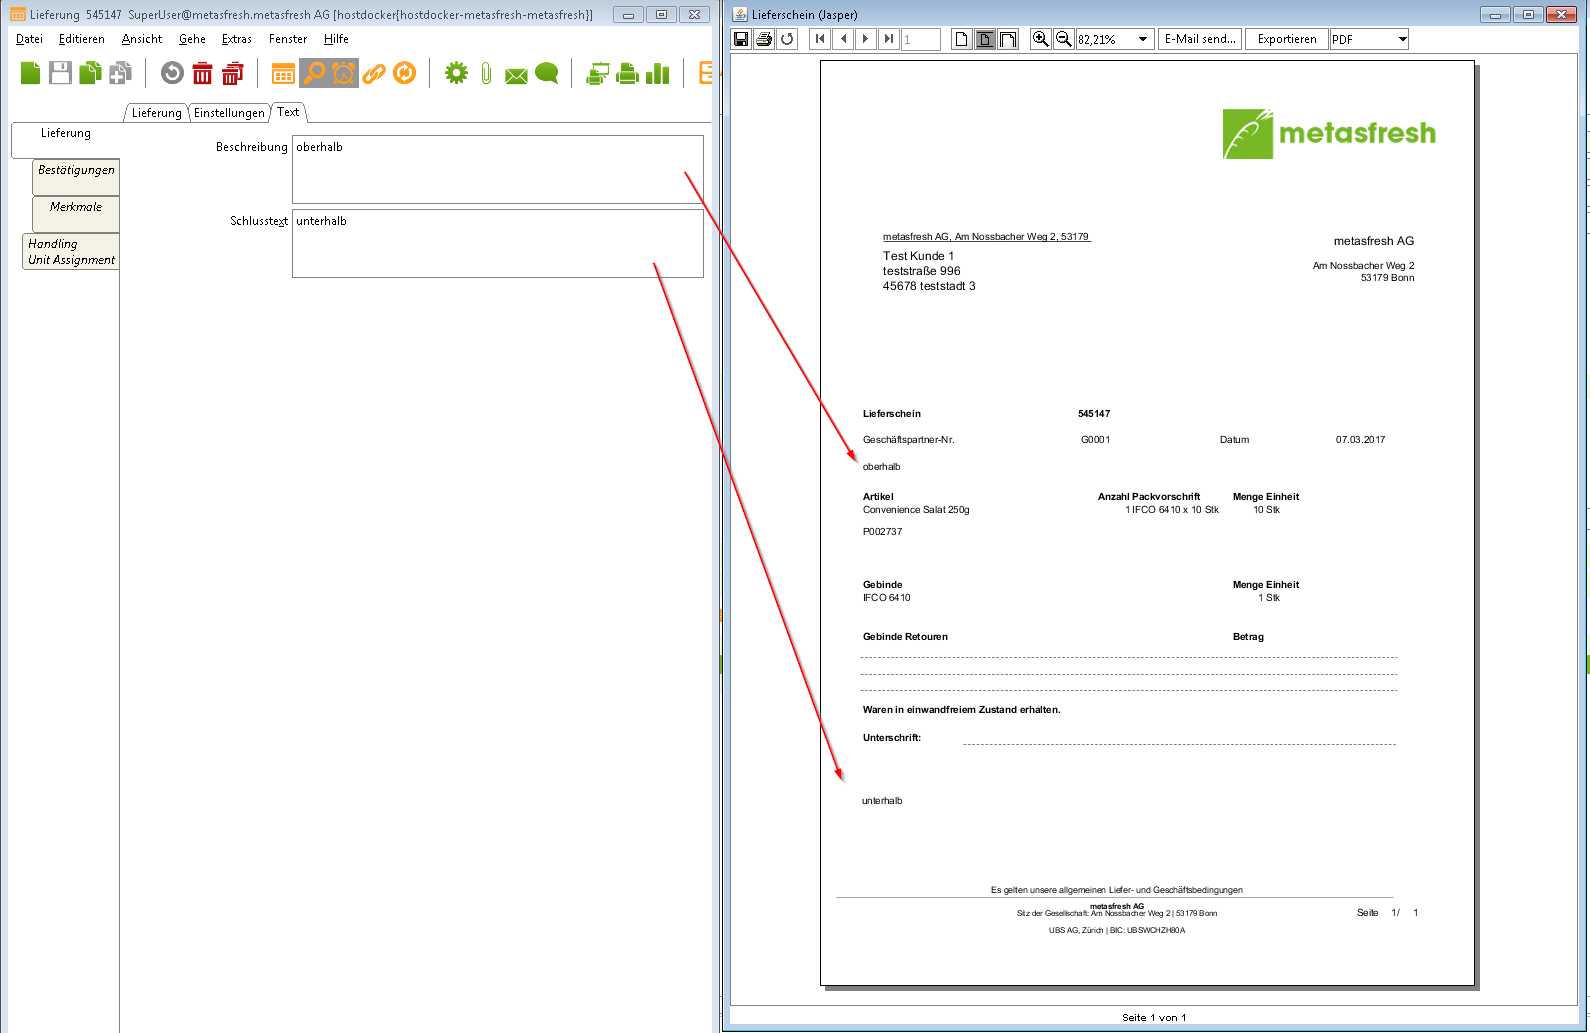 Lieferung 545147 SuperUser@metasfresh.metasfresh AG [hostdocker{hostdocker-metasfresh-metasfresh}]
Datei Editieren Ansicht Gehe Extras Fenster Hilfe
Lieferung Einstellungen Text
Lieferung
Bestätigungen
Merkmale
Handling
Unit Assignment
Beschreibung oberhalb
Schlusstext unterhalb
Lieferschein (Jasper)
1 82,21% E-Mail send... Exportieren PDF
metasfresh
metasfresh AG, Am Nossbacher Weg 2, 53179
Test Kunde 1
teststraße 996
45678 teststadt 3
metasfresh AG
Am Nossbacher Weg 2
53179 Bonn
Lieferschein 545147
Geschäftspartner-Nr. G0001 Datum 07.03.2017
oberhalb
Artikel Anzahl Packvorschrift Menge Einheit
Convenience Salat 250g 1 IFCO 6410 x 10 Stk 10 Stk
P002737
Gebinde Menge Einheit
IFCO 6410 1 Stk
Gebinde Retouren Betrag
Waren in einwandfreiem Zustand erhalten.
Unterschrift:
unterhalb
Es gelten unsere allgemeinen Liefer- und Geschäftsbedingungen
metasfresh AG
Sitz der Gesellschaft: Am Nossbacher Weg 2 | 53179 Bonn
Seite 1/ 1
UBS AG, Zürich | BIC: UBSWCHZH80A
Seite 1 von 1